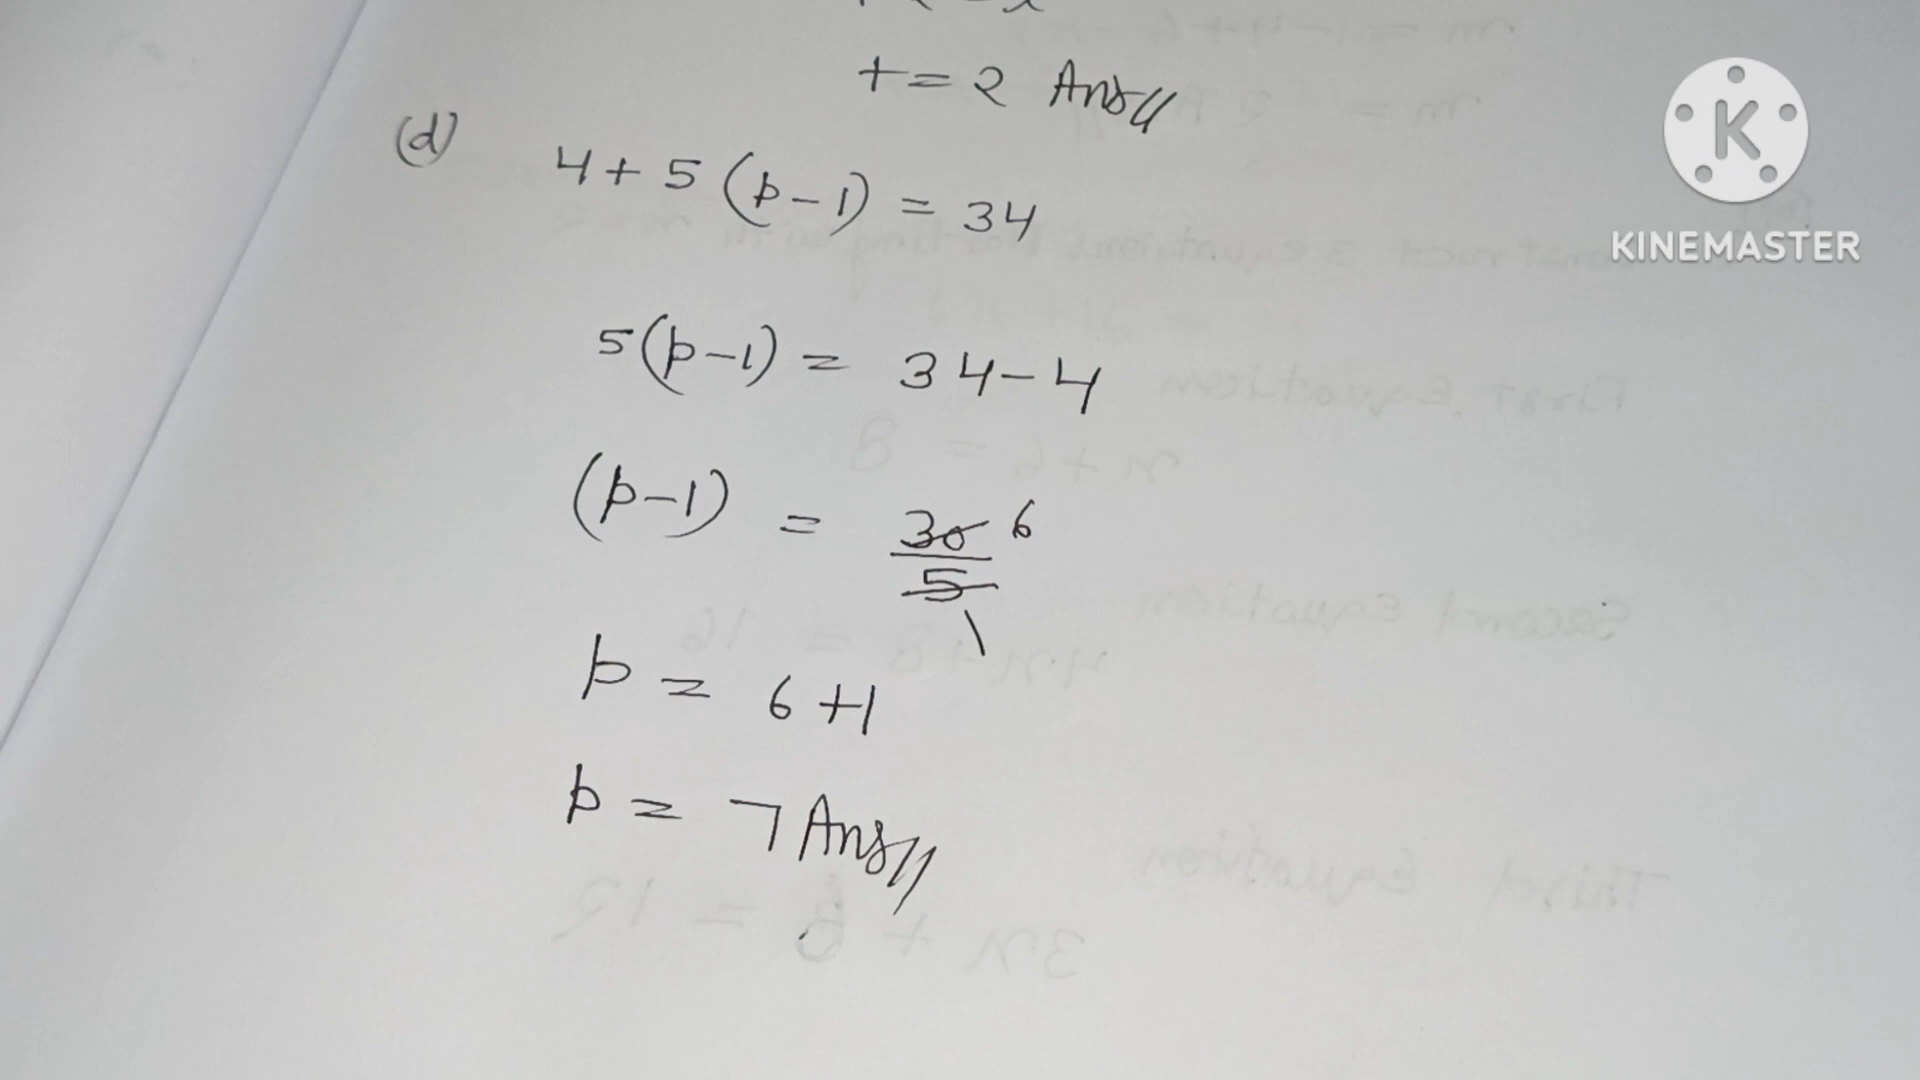 t = 2 Ans
(d) 4 + 5 (p - 1) = 34
5(p - 1) = 34 - 4
(p - 1) = 30/5 6 1
p = 6 + 1
p = 7 Ans
K
KINEMASTER